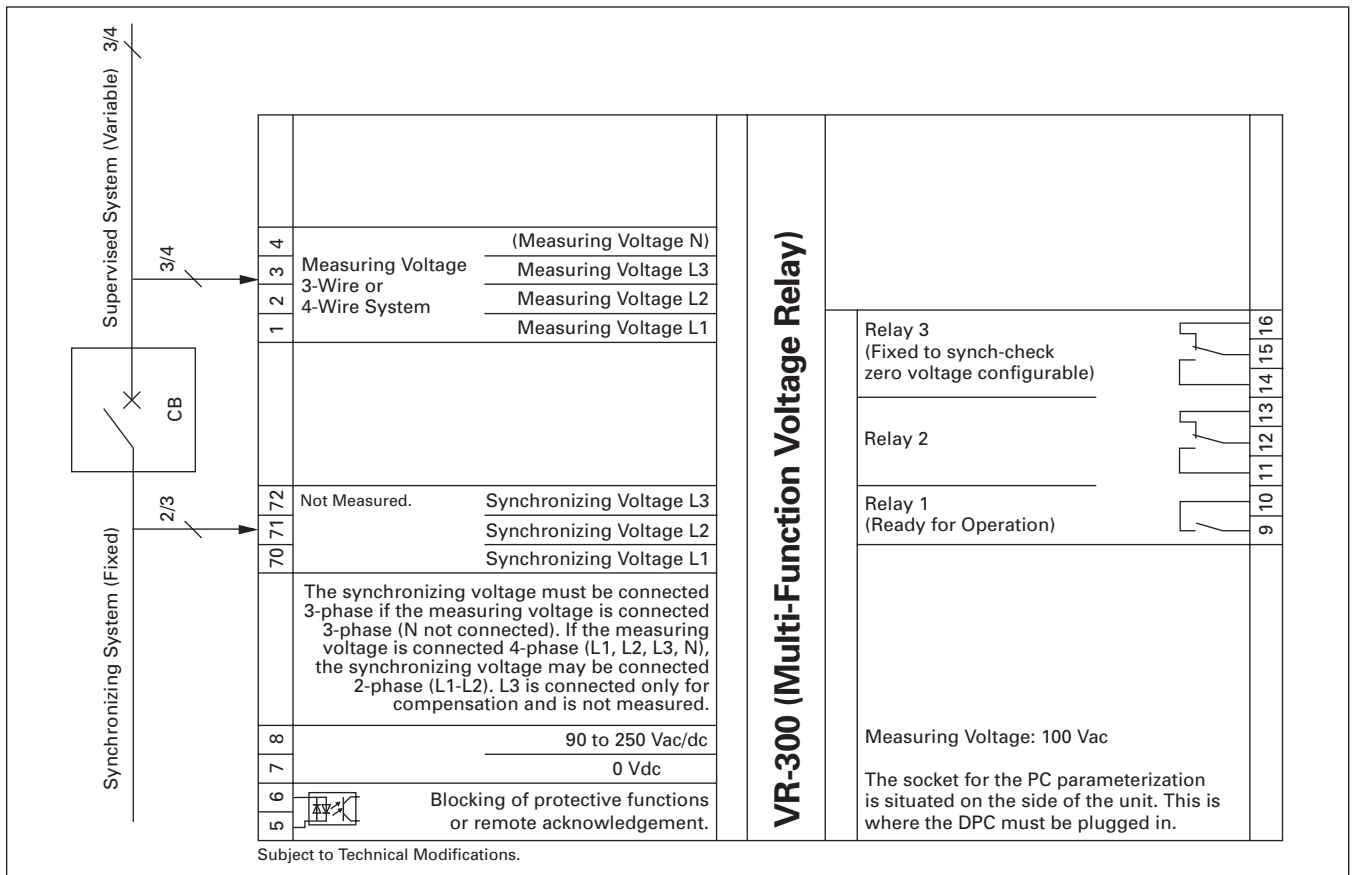 3/4
Supervised System (Variable)
3/4
CB
2/3
Synchronizing System (Fixed)
4
(Measuring Voltage N)
3
Measuring Voltage L3
2
Measuring Voltage L2
1
Measuring Voltage L1
Measuring Voltage
3-Wire or
4-Wire System
72
Not Measured.
Synchronizing Voltage L3
71
Synchronizing Voltage L2
70
Synchronizing Voltage L1
The synchronizing voltage must be connected
3-phase if the measuring voltage is connected
3-phase (N not connected). If the measuring
voltage is connected 4-phase (L1, L2, L3, N),
the synchronizing voltage may be connected
2-phase (L1-L2). L3 is connected only for
compensation and is not measured.
8
90 to 250 Vac/dc
7
0 Vdc
6
5
Blocking of protective functions
or remote acknowledgement.
VR-300 (Multi-Function Voltage Relay)
Relay 3
(Fixed to synch-check
zero voltage configurable)
16
15
14
Relay 2
13
12
11
Relay 1
(Ready for Operation)
10
9
Measuring Voltage: 100 Vac
The socket for the PC parameterization
is situated on the side of the unit. This is
where the DPC must be plugged in.
Subject to Technical Modifications.